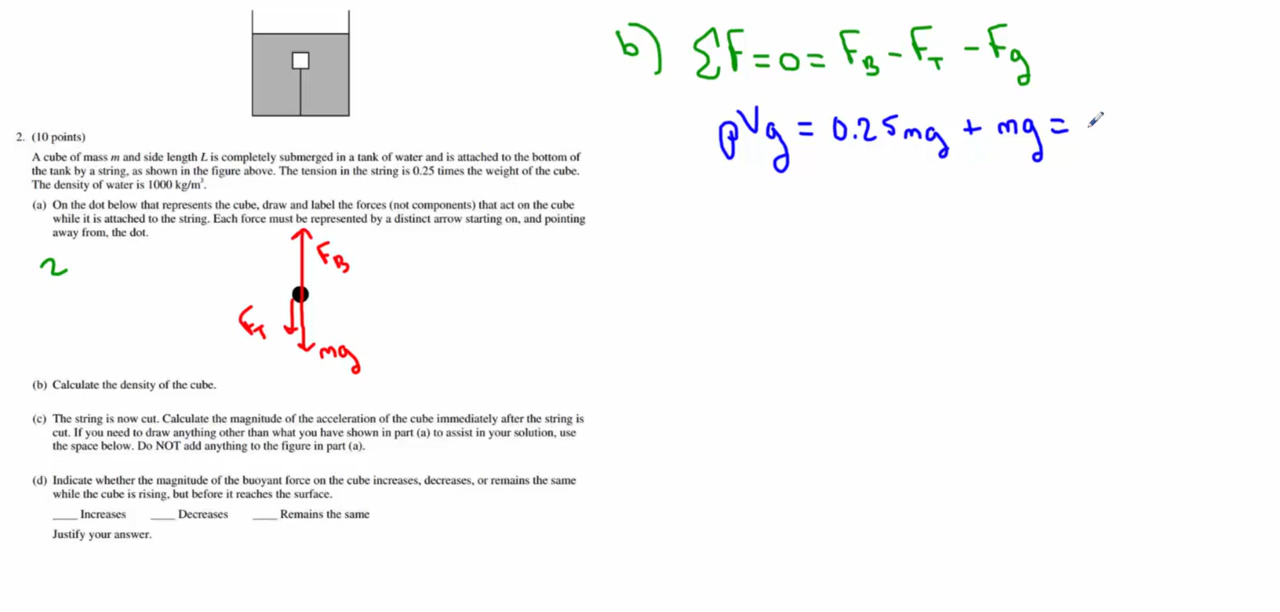 2. (10 points)
A cube of mass m and side length L is completely submerged in a tank of water and is attached to the bottom of
the tank by a string, as shown in the figure above. The tension in the string is 0.25 times the weight of the cube.
The density of water is 1000 kg/m³.
(a) On the dot below that represents the cube, draw and label the forces (not components) that act on the cube
while it is attached to the string. Each force must be represented by a distinct arrow starting on, and pointing
away from, the dot.
2
F_B
F_T
mg
(b) Calculate the density of the cube.
(c) The string is now cut. Calculate the magnitude of the acceleration of the cube immediately after the string is
cut. If you need to draw anything other than what you have shown in part (a) to assist in your solution, use
the space below. Do NOT add anything to the figure in part (a).
(d) Indicate whether the magnitude of the buoyant force on the cube increases, decreases, or remains the same
while the cube is rising, but before it reaches the surface.
____ Increases ____ Decreases ____ Remains the same
Justify your answer.
b) ΣF = 0 = F_B - F_T - F_g
ρVg = 0.25mg + mg =